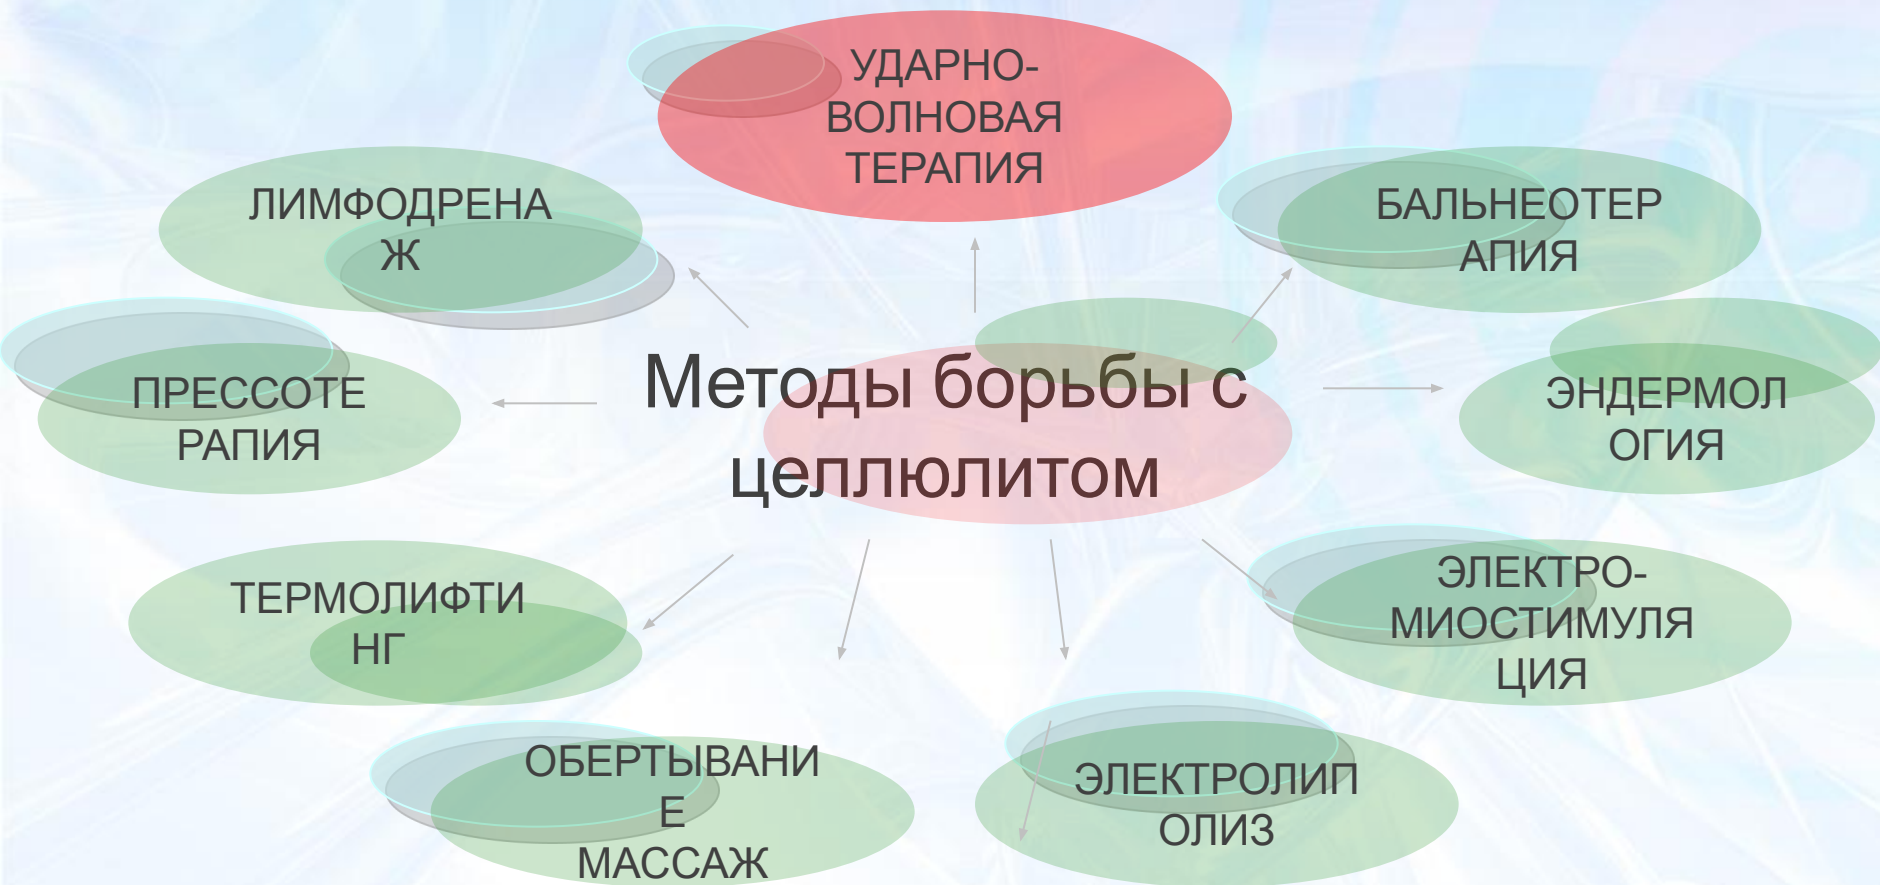 УДАРНО-
ВОЛНОВАЯ
ТЕРАПИЯ
ЛИМФОДРЕНА
Ж
БАЛЬНЕОТЕР
АПИЯ
ПРЕССОТЕ
РАПИЯ
Методы борьбы с
целлюлитом
ЭНДЕРМОЛ
ОГИЯ
ТЕРМОЛИФТИ
НГ
ЭЛЕКТРО-
МИОСТИМУЛЯ
ЦИЯ
ОБЕРТЫВАНИ
Е
МАССАЖ
ЭЛЕКТРОЛИП
ОЛИЗ